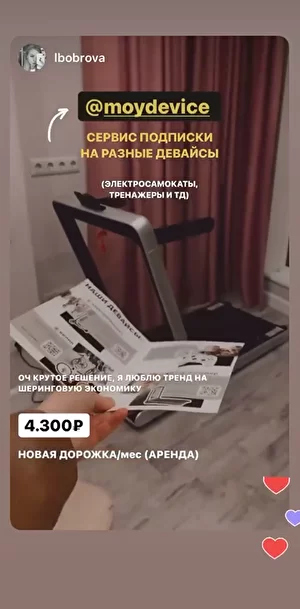 lbobrova
@moydevice
СЕРВИС ПОДПИСКИ
НА РАЗНЫЕ ДЕВАЙСЫ
(ЭЛЕКТРОСАМОКАТЫ,
ТРЕНАЖЕРЫ И ТД)
НАШИ ДЕВАЙСЫ
ОЧ КРУТОЕ РЕШЕНИЕ, Я ЛЮБЛЮ ТРЕНД НА
ШЕРИНГОВУЮ ЭКОНОМИКУ
4.300₽
НОВАЯ ДОРОЖКА/мес (АРЕНДА)